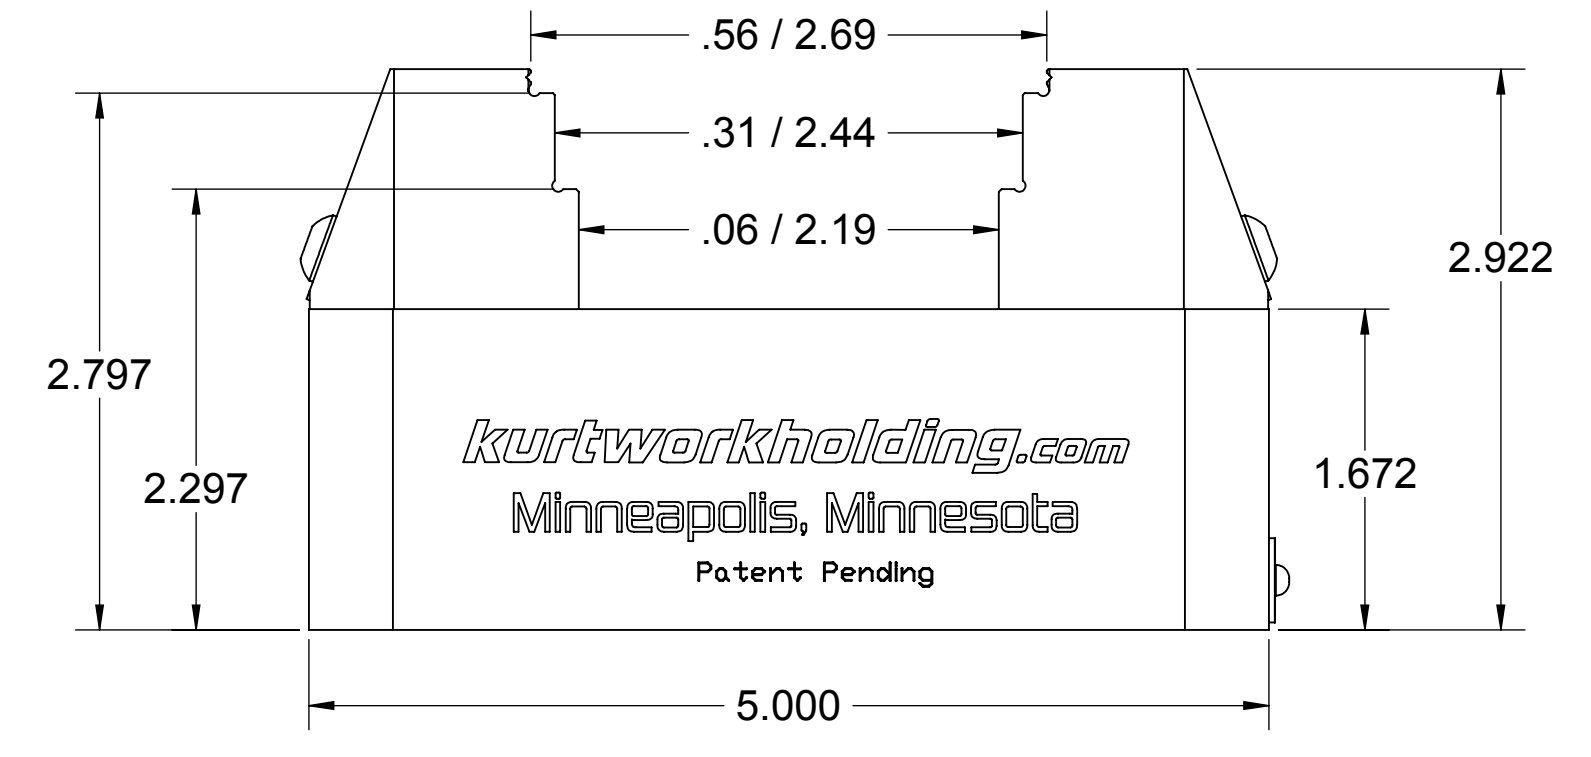 .56 / 2.69
.31 / 2.44
.06 / 2.19
2.922
2.797
2.297
1.672
kurtworkholding.com
Minneapolis, Minnesota
Patent Pending
5.000